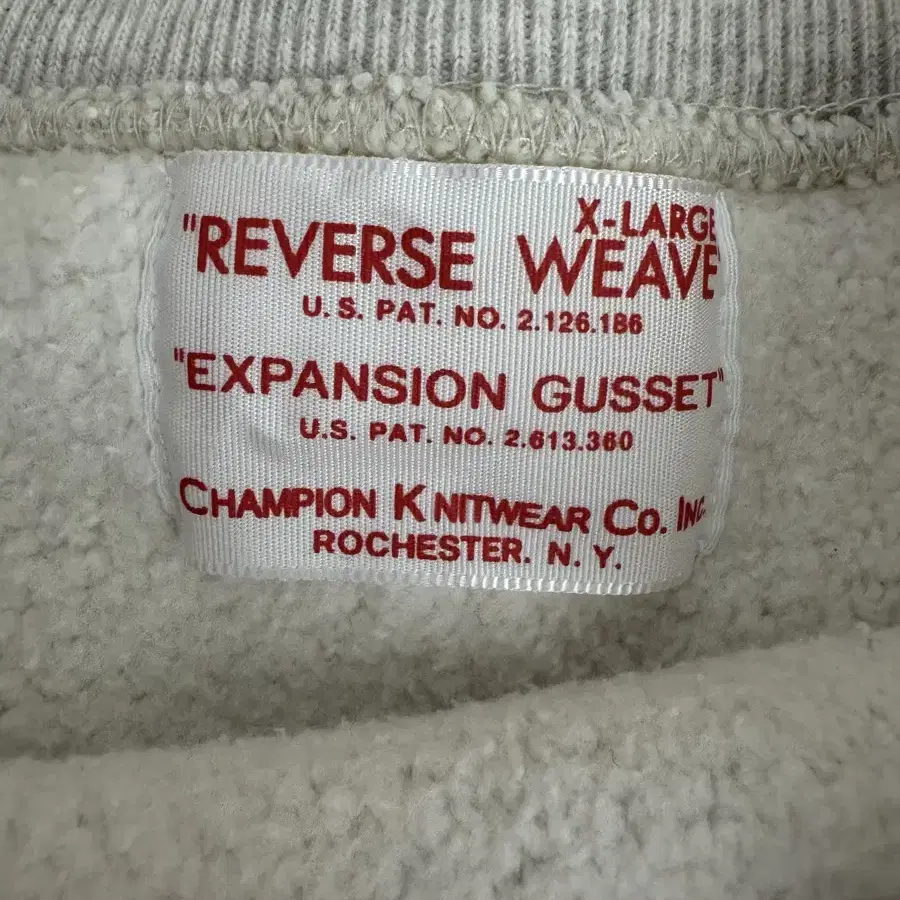 X-LARGE
"REVERSE WEAVE"
U.S. PAT. NO. 2.126.186
"EXPANSION GUSSET"
U.S. PAT. NO. 2.613.360
CHAMPION KNITWEAR CO. INC.
ROCHESTER. N. Y.